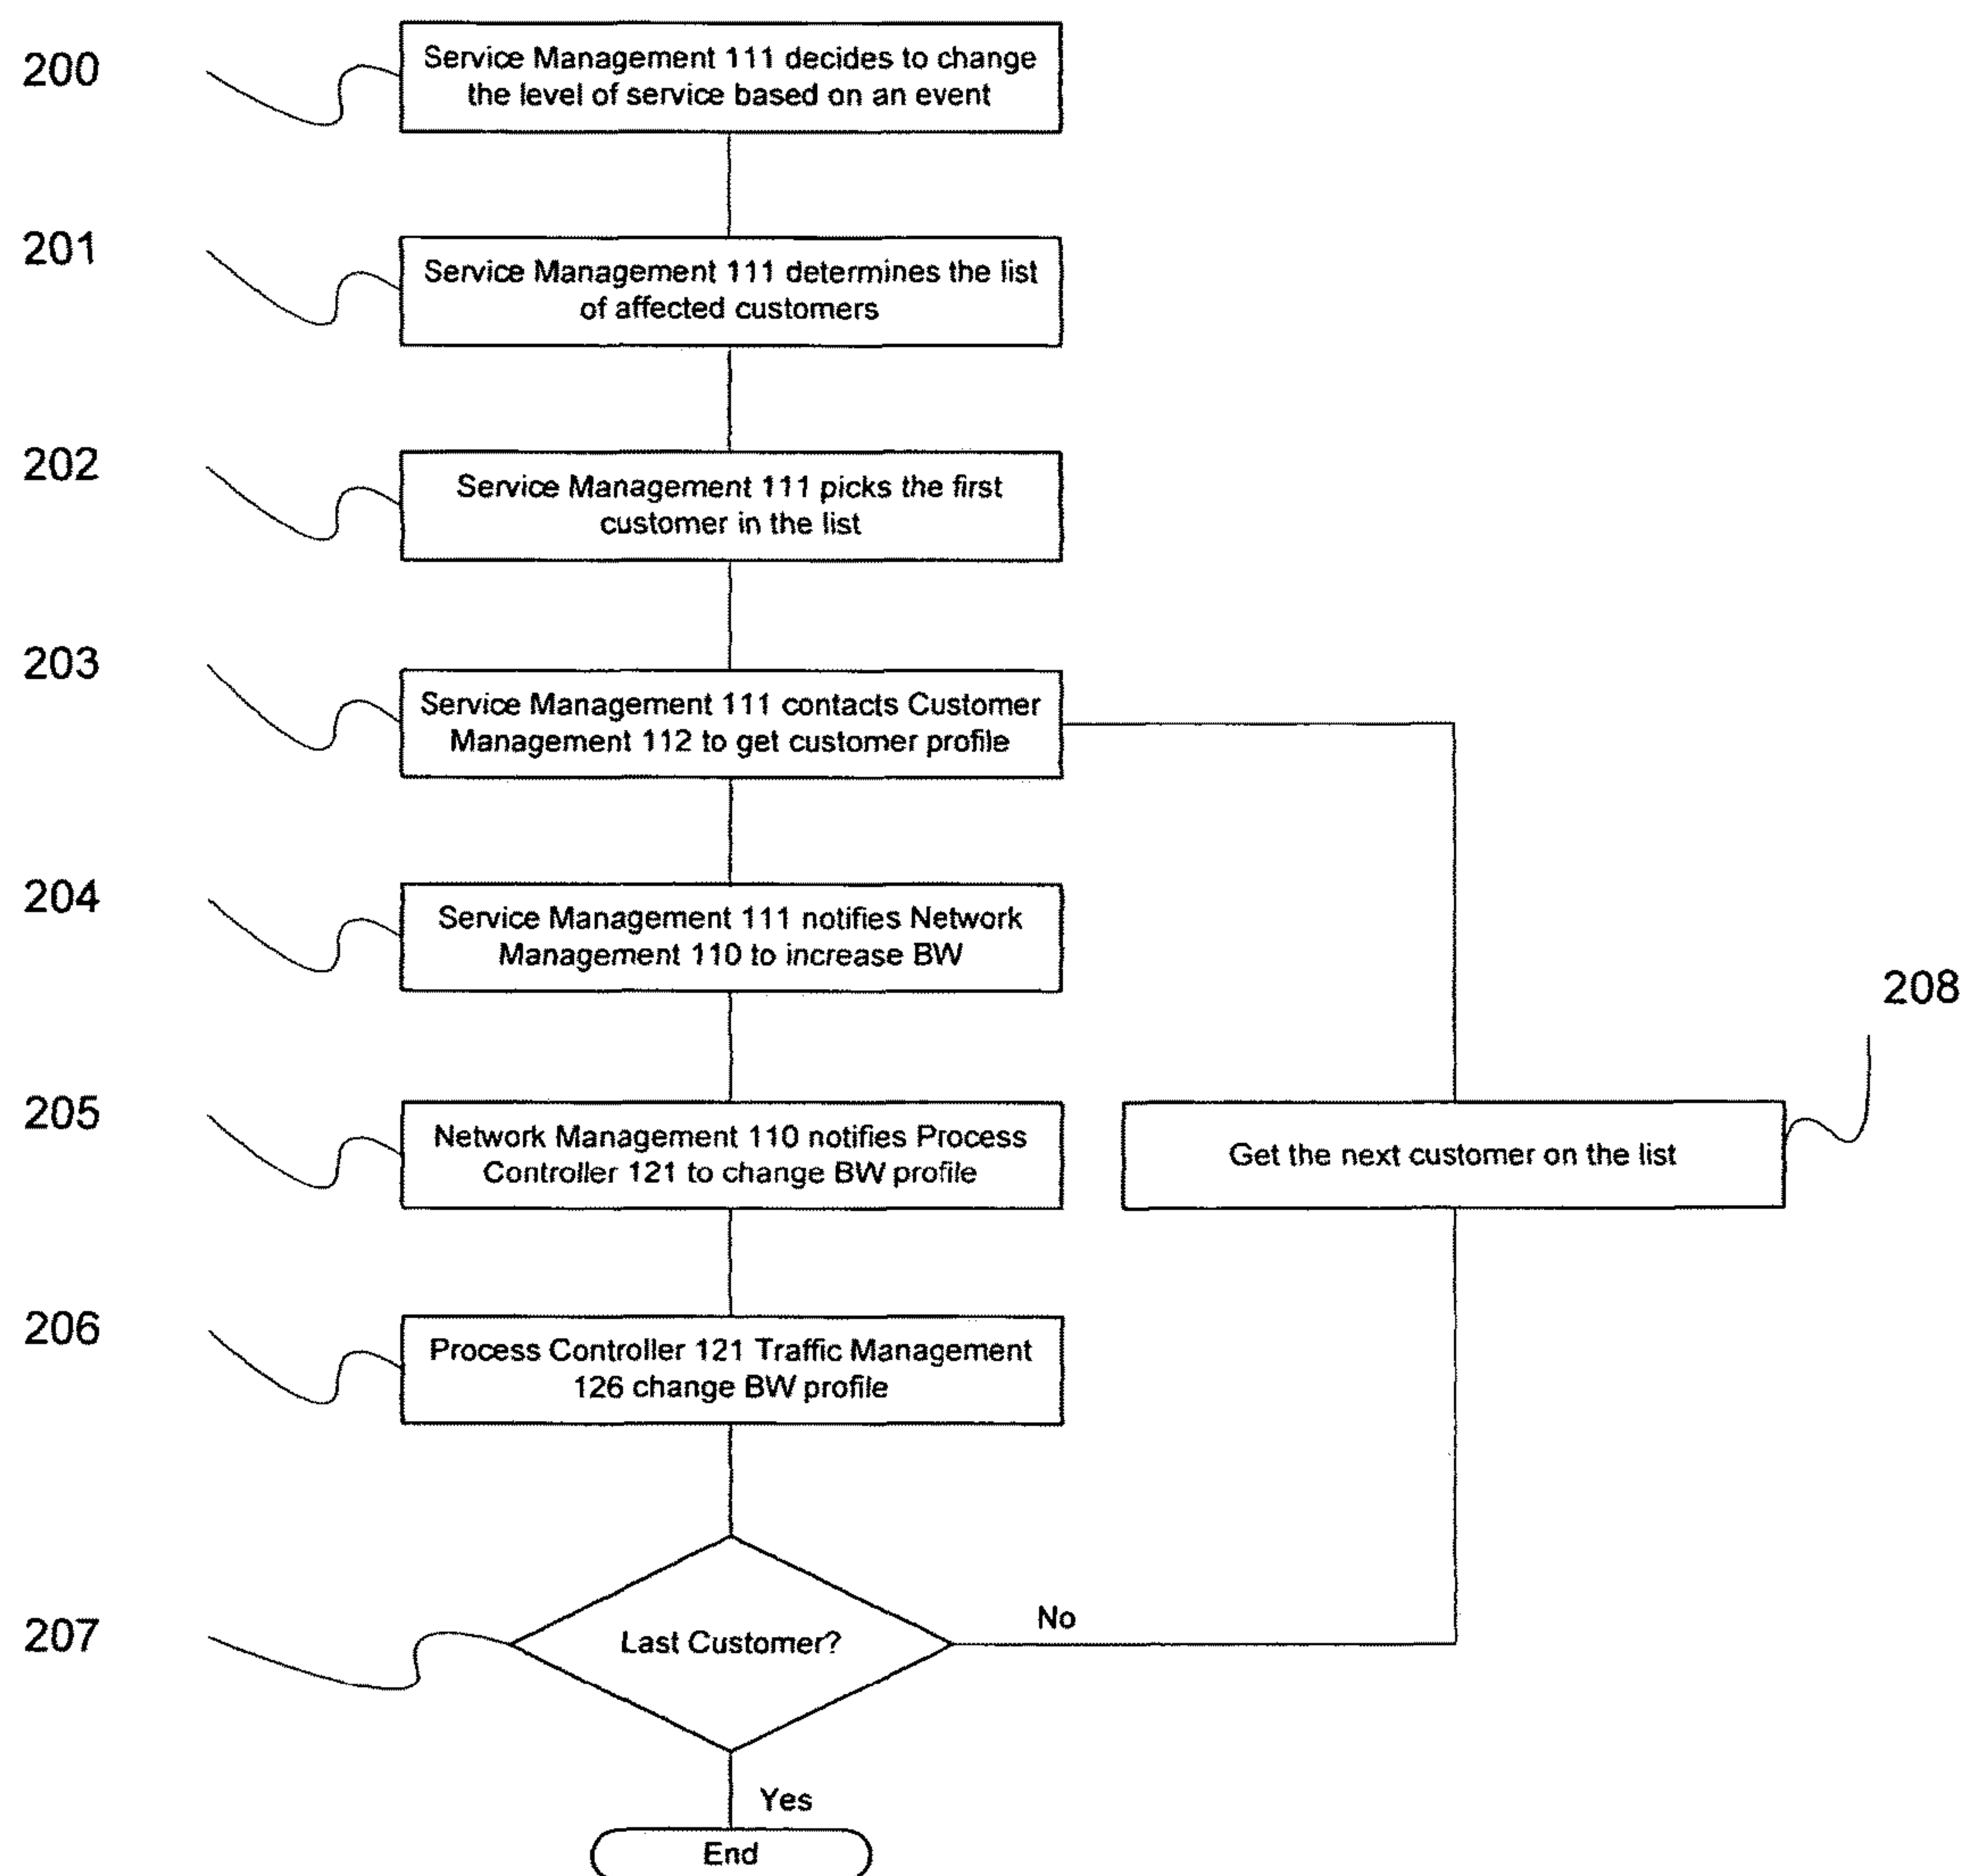 200
Service Management 111 decides to change
the level of service based on an event
201
Service Management 111 determines the list
of affected customers
202
Service Management 111 picks the first
customer in the list
203
Service Management 111 contacts Customer
Management 112 to get customer profile
204
Service Management 111 notifies Network
Management 110 to increase BW
208
205
Network Management 110 notifies Process
Controller 121 to change BW profile
Get the next customer on the list
206
Process Controller 121 Traffic Management
126 change BW profile
207
Last Customer?
No
Yes
End